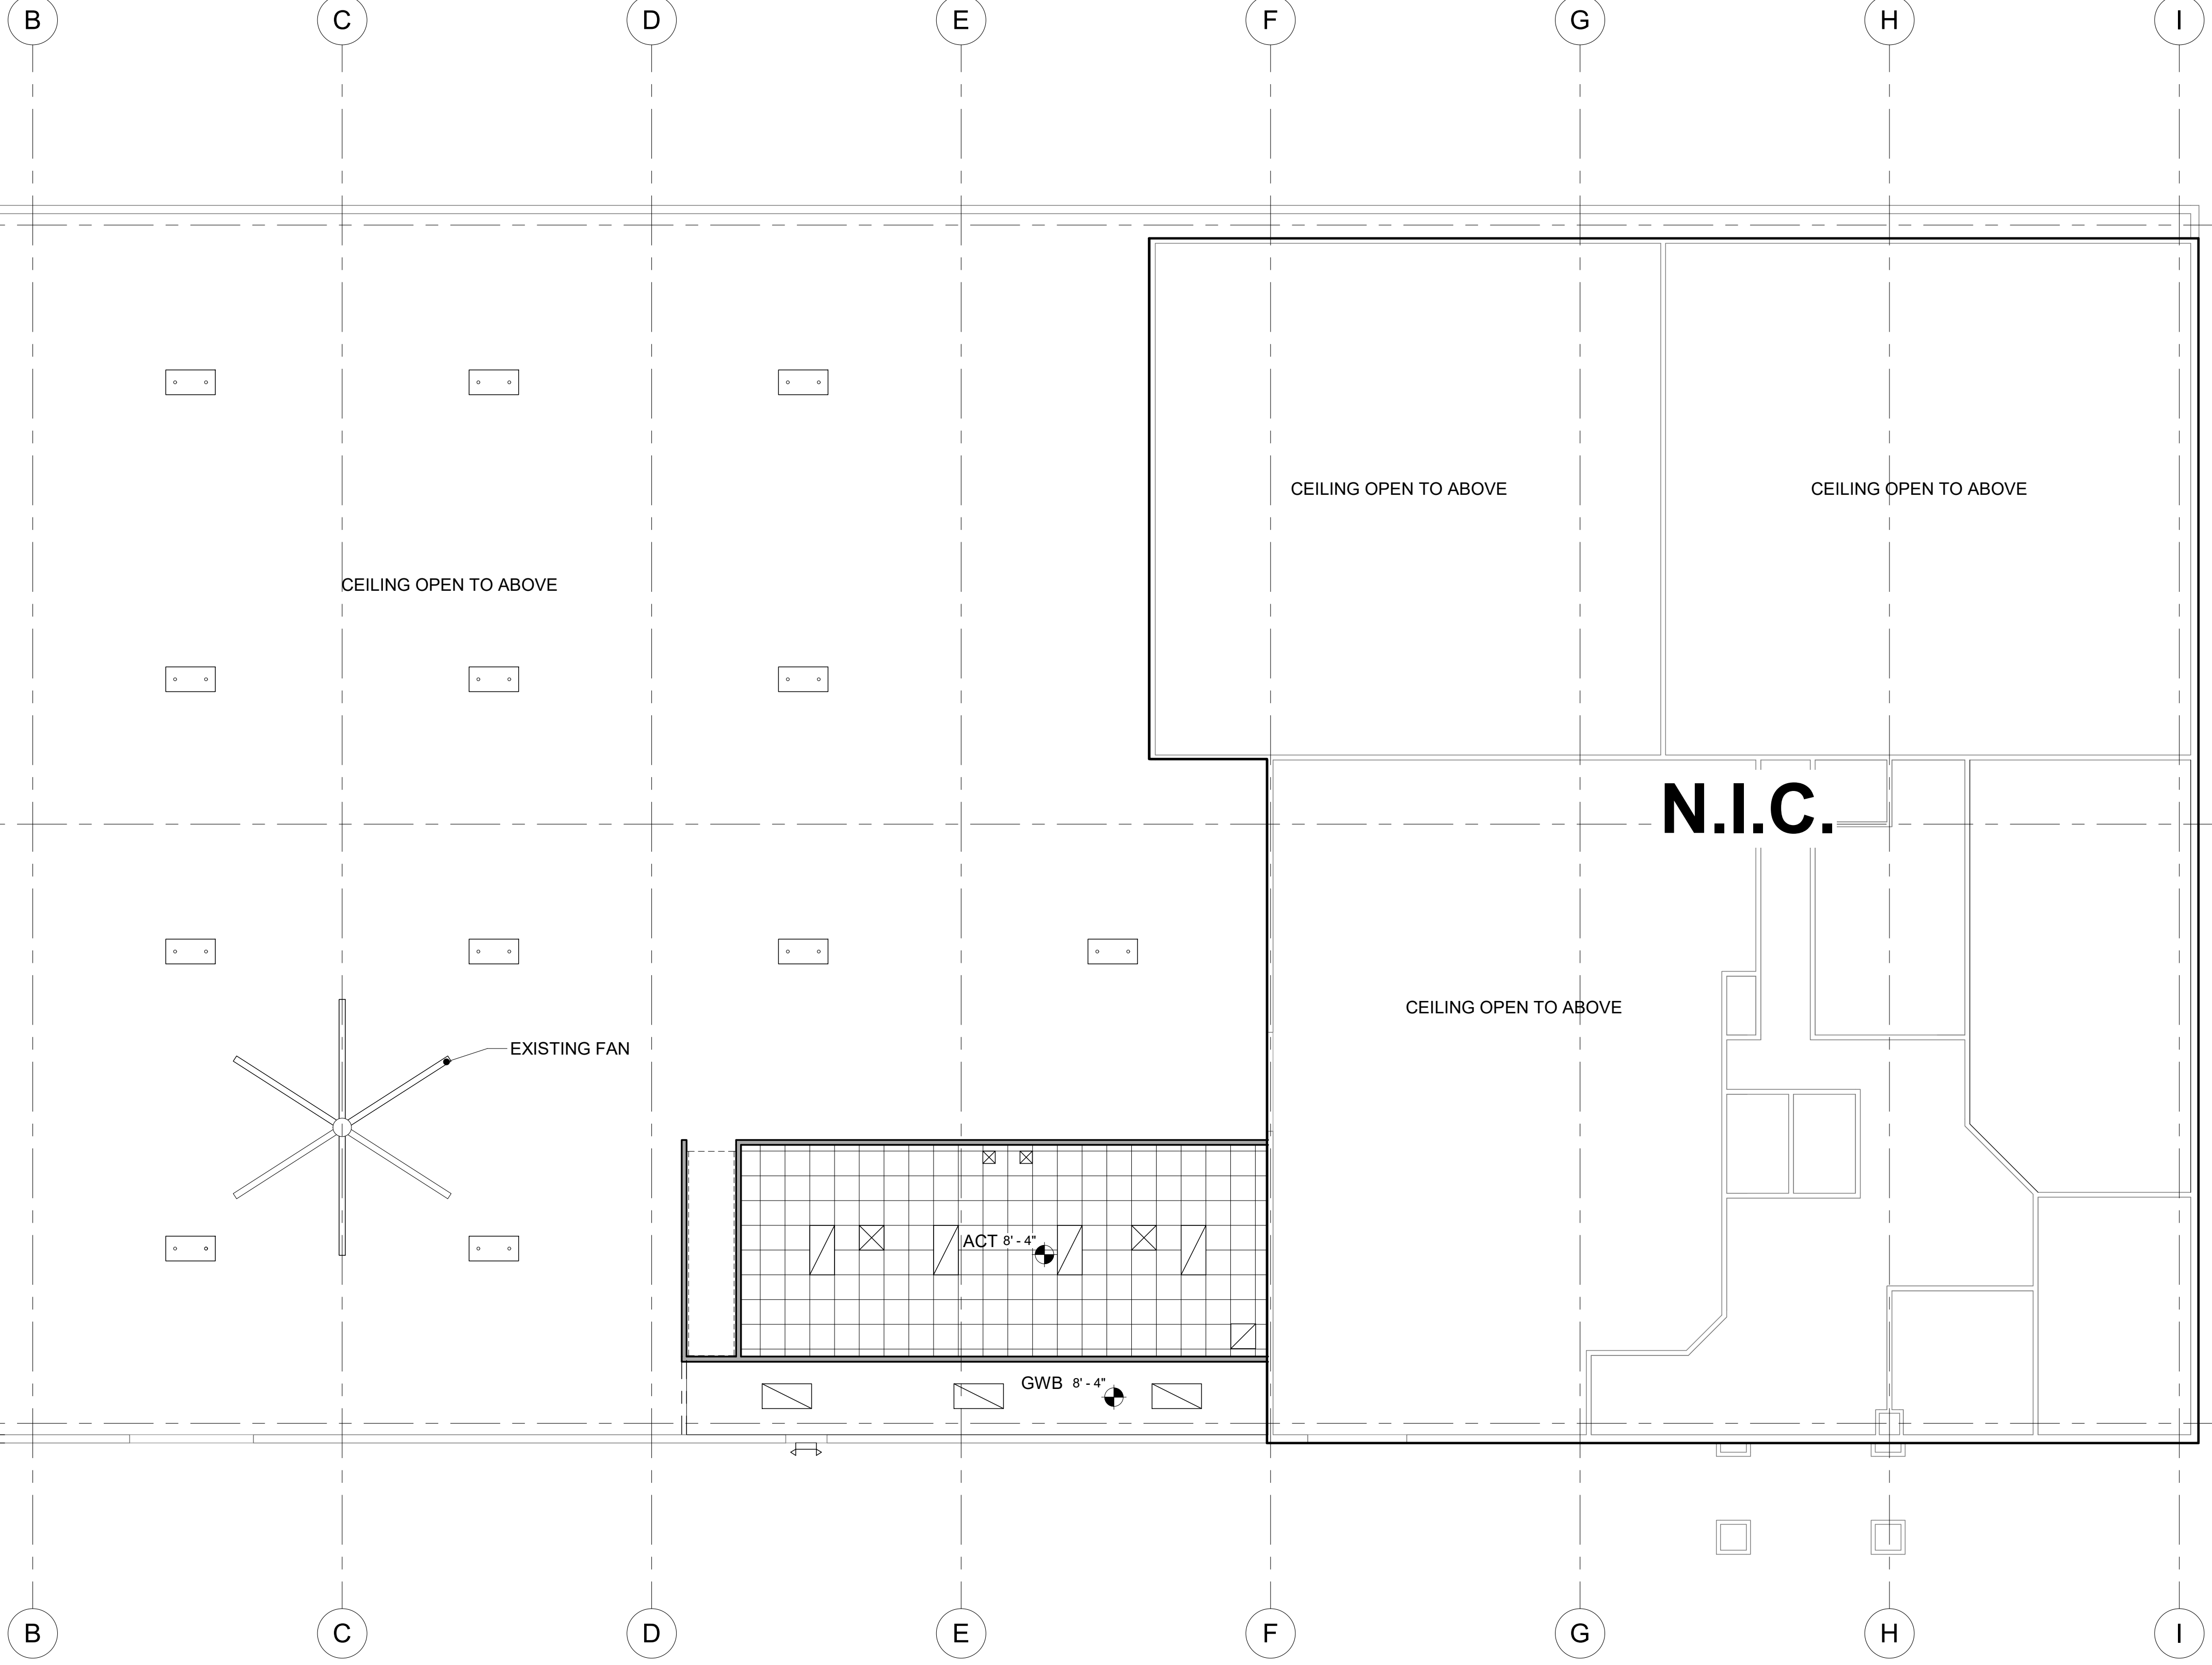 B C D E F G H I
CEILING OPEN TO ABOVE CEILING OPEN TO ABOVE
CEILING OPEN TO ABOVE
N.I.C.
CEILING OPEN TO ABOVE
EXISTING FAN
ACT 8' - 4"
GWB 8' - 4"
B C D E F G H I